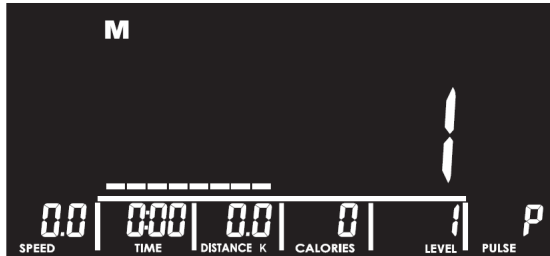 M
1
0.0 0:00 0.0 0 1 P
SPEED TIME DISTANCE K CALORIES LEVEL PULSE